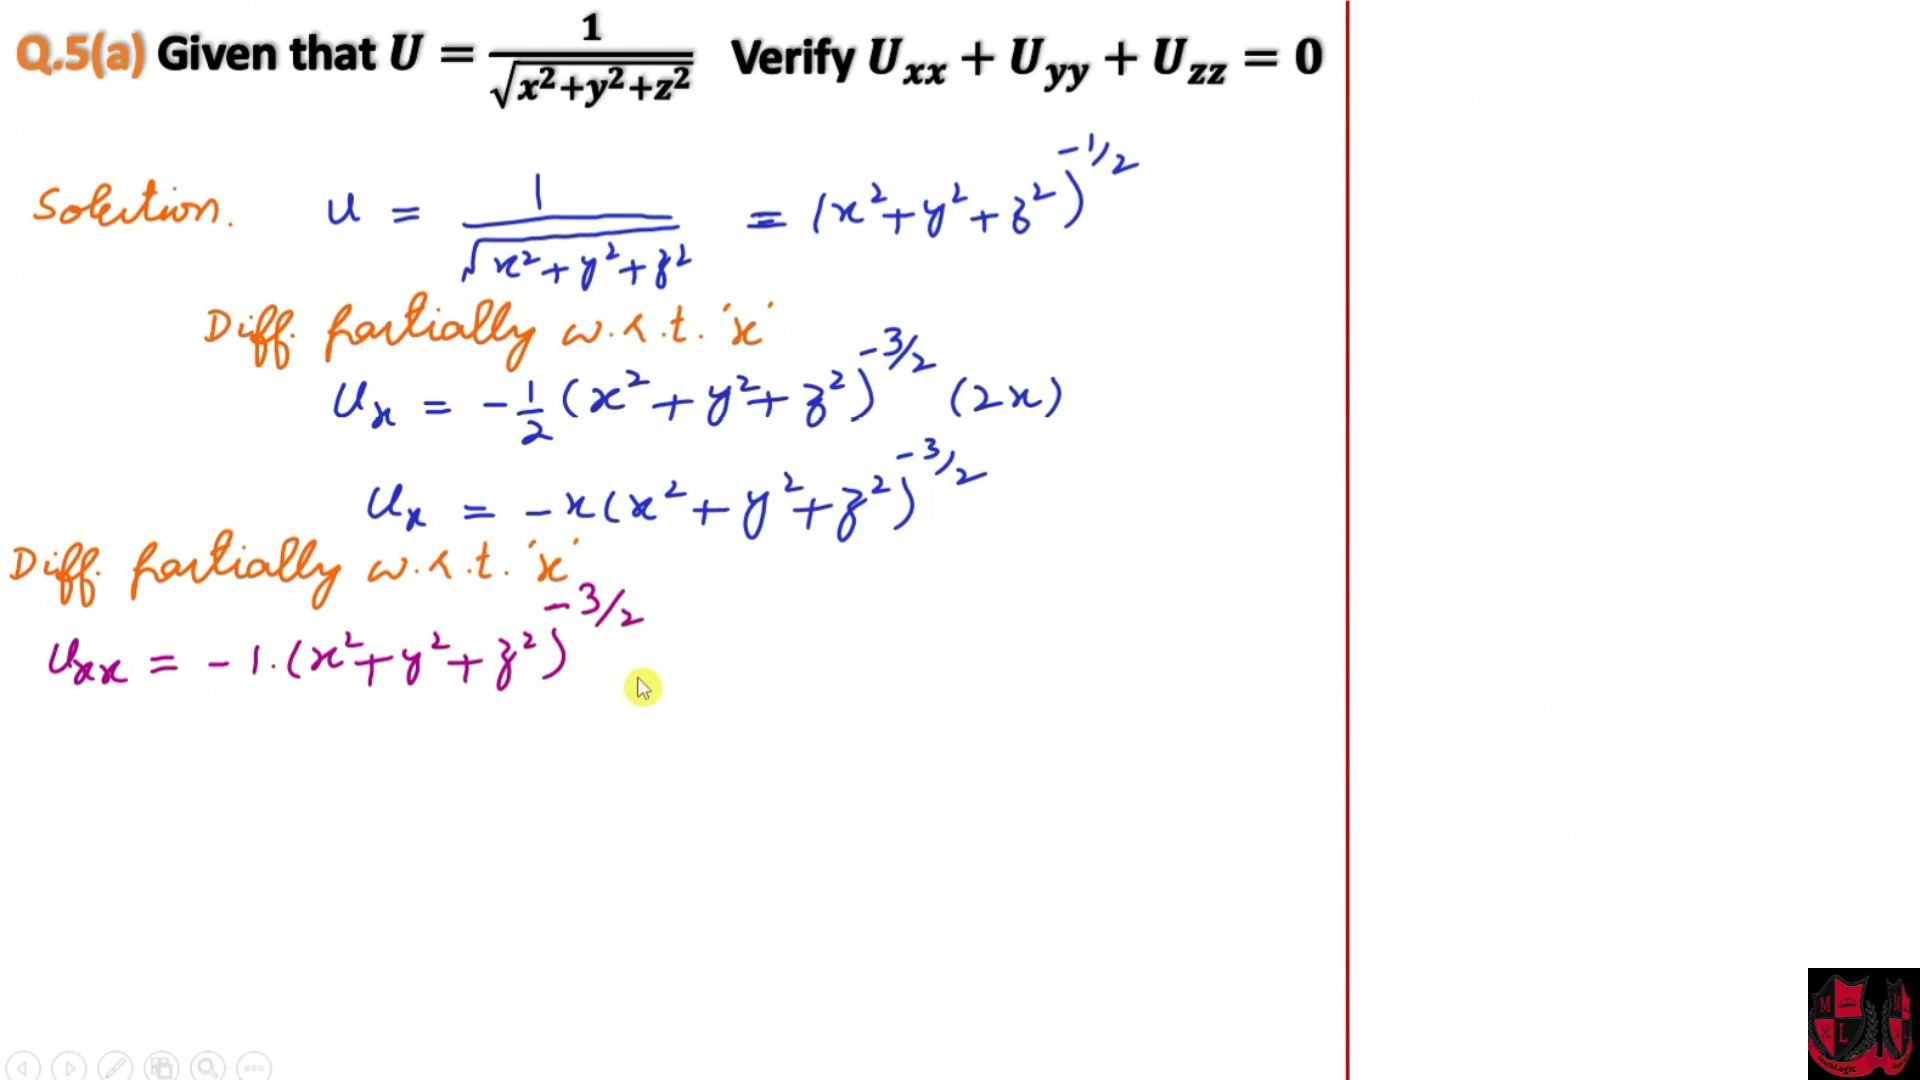 Q.5(a) Given that U = 1/√(x²+y²+z²) Verify Uxx + Uyy + Uzz = 0
Solution. u = 1/√(x²+y²+z²) = (x²+y²+z²)^-1/2
Diff. partially w.r.t. 'x'
Ux = -1/2 (x²+y²+z²)^-3/2 (2x)
Ux = -x(x²+y²+z²)^-3/2
Diff. partially w.r.t. 'x'
Uxx = -1.(x²+y²+z²)^-3/2
M
L